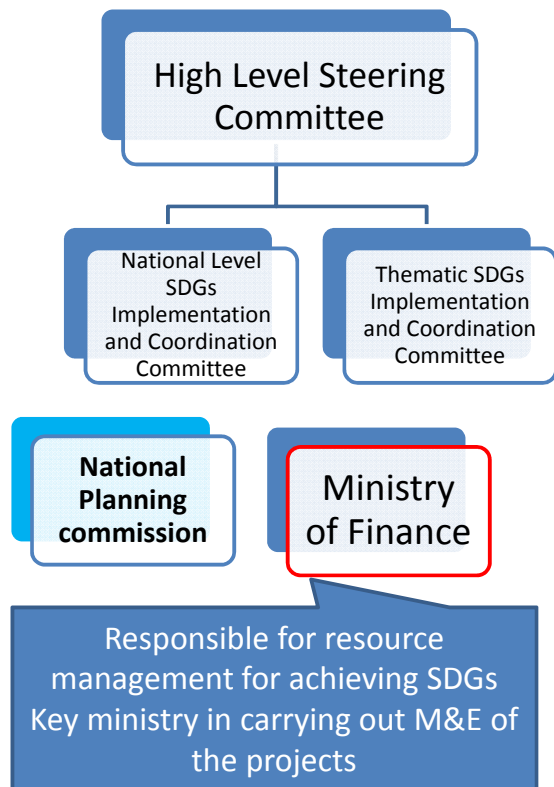 High Level Steering
Committee
National Level
SDGs
Implementation
and Coordination
Committee
Thematic SDGs
Implementation
and Coordination
Committee
National
Planning
commission
Ministry
of Finance
Responsible for resource
management for achieving SDGs
Key ministry in carrying out M&E of
the projects